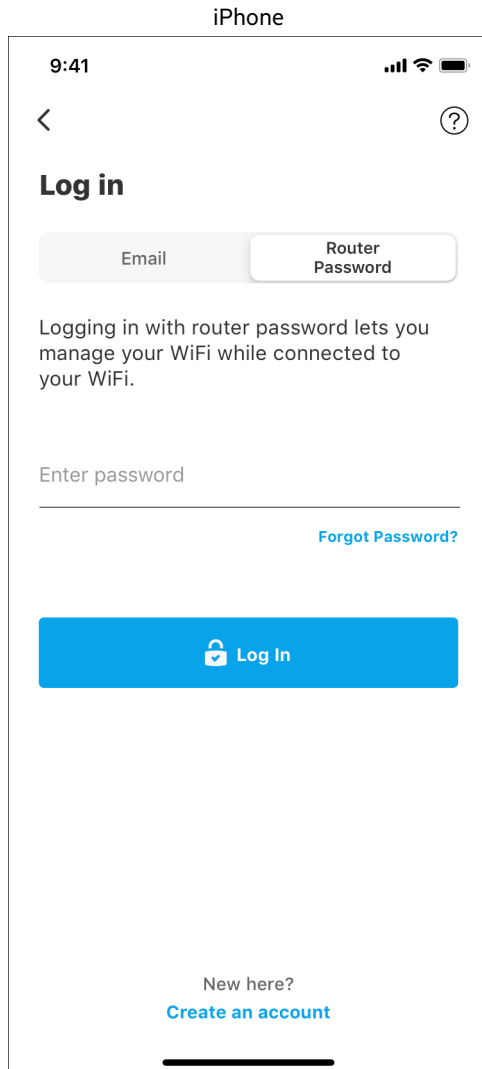 iPhone
9:41
?
Log in
Email
Router
Password
Logging in with router password lets you
manage your WiFi while connected to
your WiFi.
Enter password
Forgot Password?
Log In
New here?
Create an account